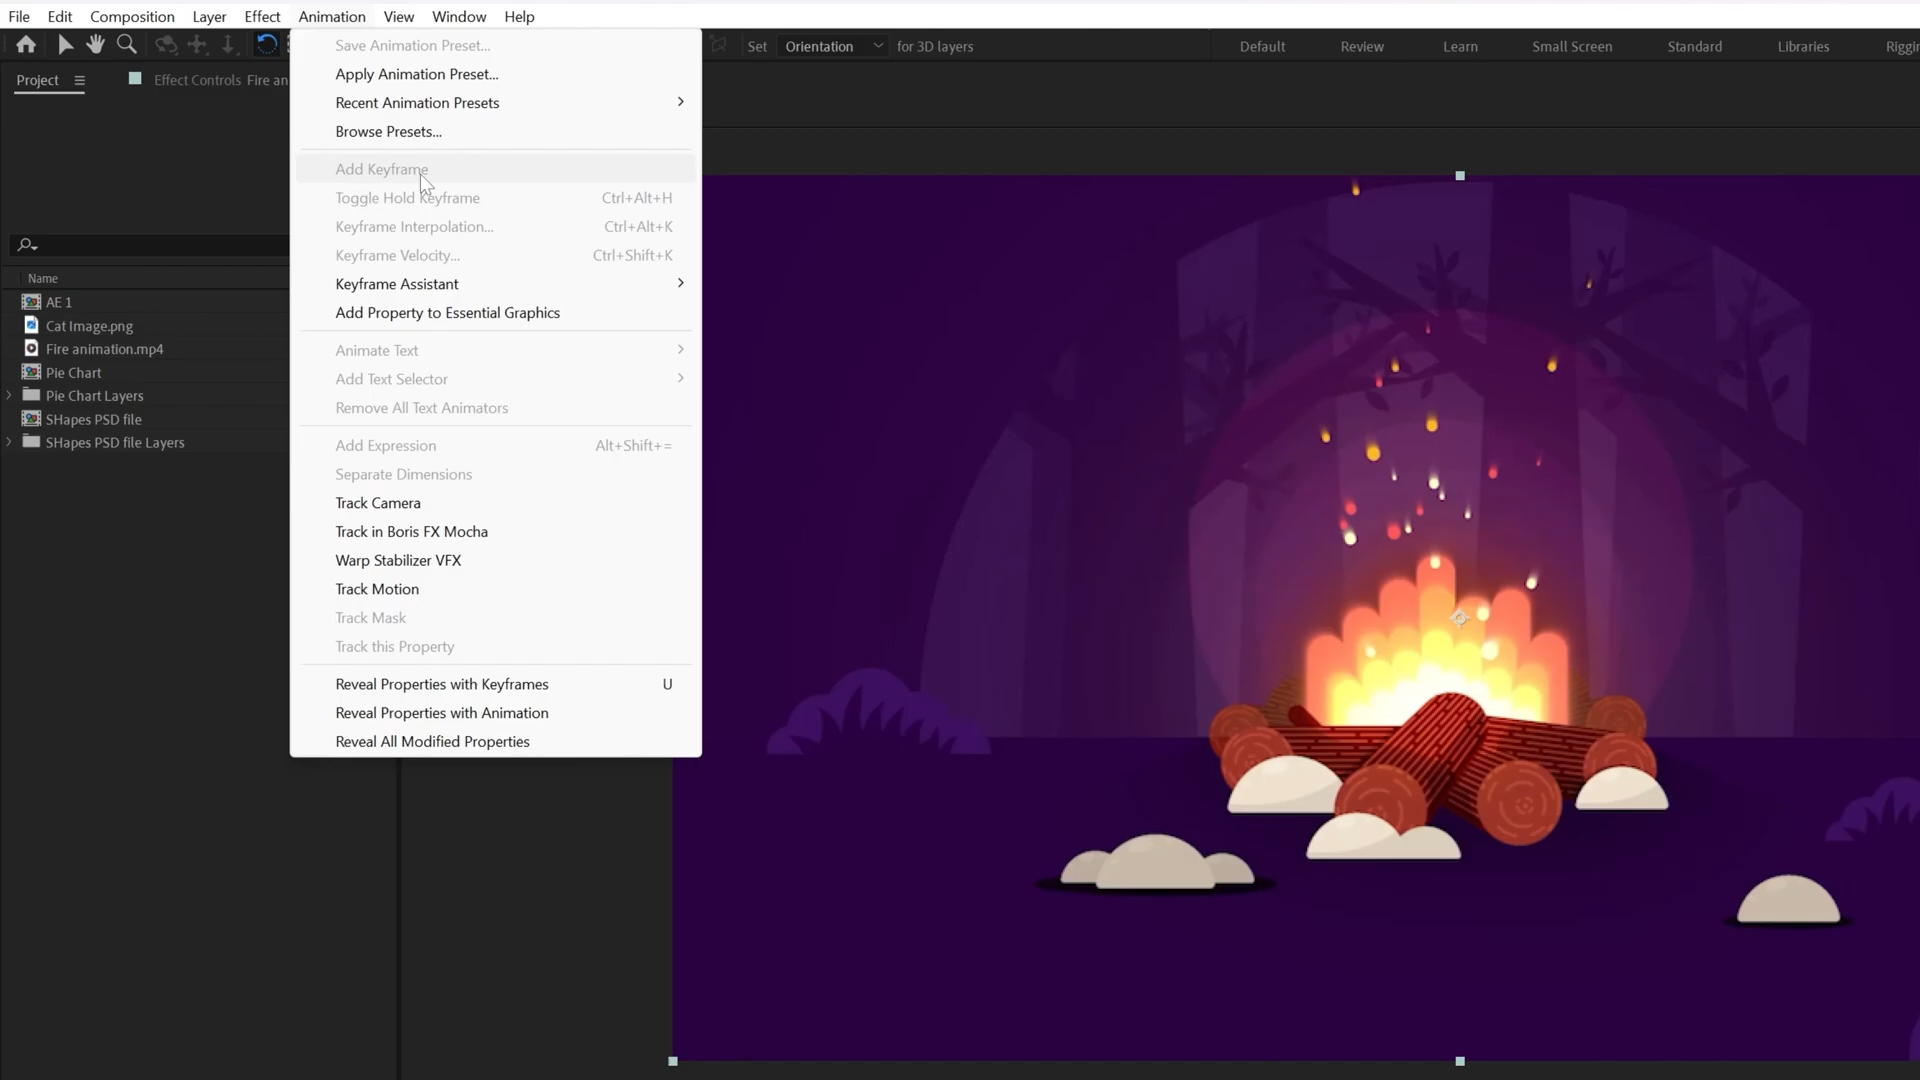 File Edit Composition Layer Effect Animation View Window Help
Set Orientation for 3D layers Default Review Learn Small Screen Standard Libraries Riggi
Project Effect Controls Fire an
Name
AE 1
Cat Image.png
Fire animation.mp4
Pie Chart
Pie Chart Layers
SHapes PSD file
SHapes PSD file Layers
Save Animation Preset...
Apply Animation Preset...
Recent Animation Presets
Browse Presets...
Add Keyframe
Toggle Hold Keyframe Ctrl+Alt+H
Keyframe Interpolation... Ctrl+Alt+K
Keyframe Velocity... Ctrl+Shift+K
Keyframe Assistant
Add Property to Essential Graphics
Animate Text
Add Text Selector
Remove All Text Animators
Add Expression Alt+Shift+=
Separate Dimensions
Track Camera
Track in Boris FX Mocha
Warp Stabilizer VFX
Track Motion
Track Mask
Track this Property
Reveal Properties with Keyframes U
Reveal Properties with Animation
Reveal All Modified Properties